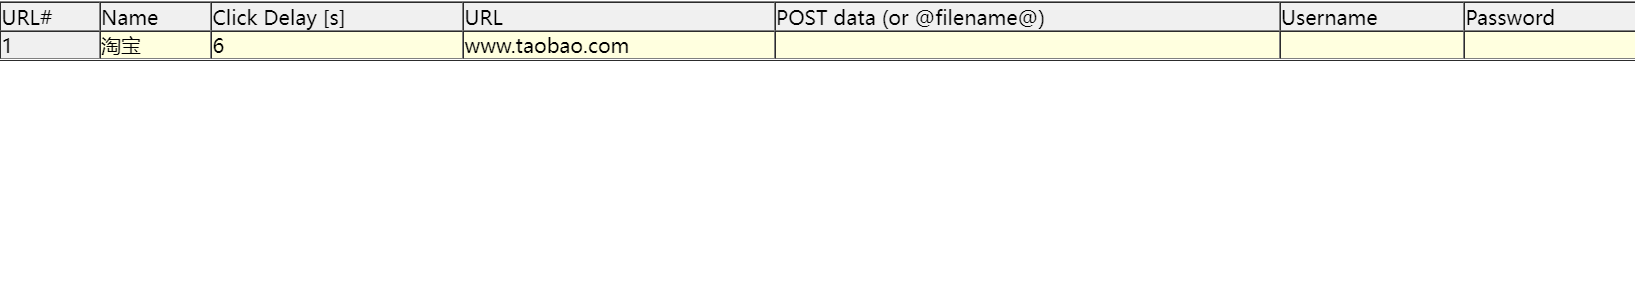 URL# Name Click Delay [s] URL POST data (or @filename@) Username Password
1 淘宝 6 www.taobao.com